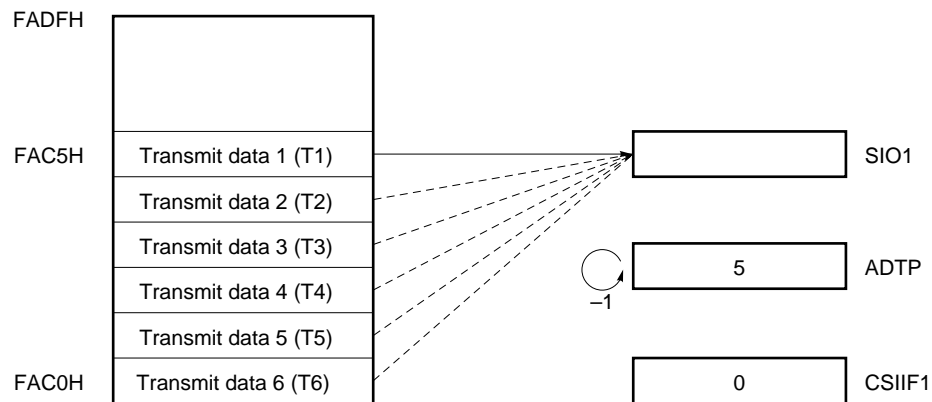 FADFH
FAC5H Transmit data 1 (T1) SIO1
Transmit data 2 (T2)
Transmit data 3 (T3) 5 ADTP
Transmit data 4 (T4) –1
Transmit data 5 (T5)
FAC0H Transmit data 6 (T6) 0 CSIIF1